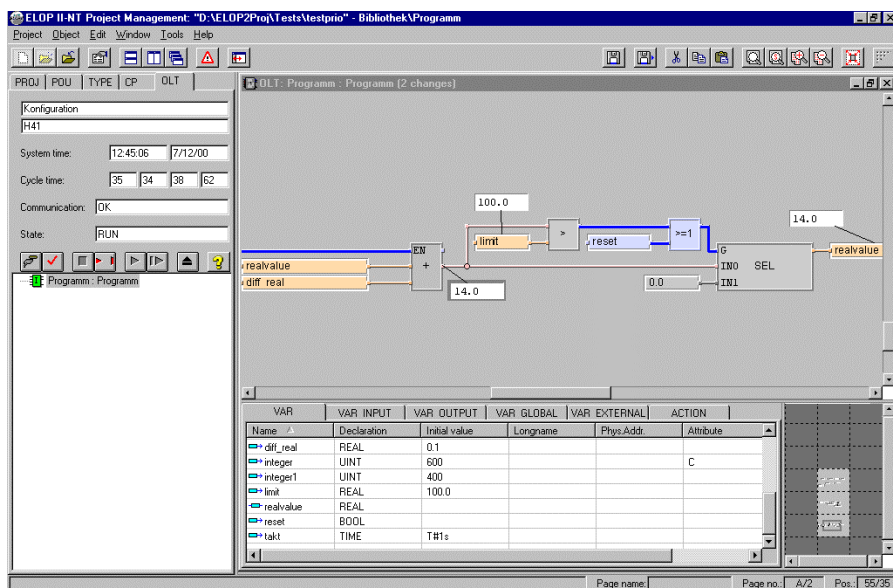 ELOP II-NT Project Management: "D:\ELOP2Proj\Tests\testprio" - Bibliothek\Programm
Project Object Edit Window Tools Help
PROJ POU TYPE CP OLT
Konfiguration
H41
System time: 12:45:06 7/12/00
Cycle time: 35 34 38 62
Communication: OK
State: RUN
Programm : Programm
OLT: Programm : Programm (2 changes)
100.0
14.0
limit > reset >=1
EN
G
realvalue
realvalue + IN0 SEL
diff_real
14.0
0.0 IN1
VAR VAR INPUT VAR OUTPUT VAR GLOBAL VAR EXTERNAL ACTION
Name Declaration Initial value Longname Phys.Addr. Attribute
diff_real REAL 0.1
integer UINT 600 C
integer1 UINT 400
limit REAL 100.0
realvalue REAL
reset BOOL
takt TIME T#1s
Page name: Page no.: A/2 Pos.: 55/35